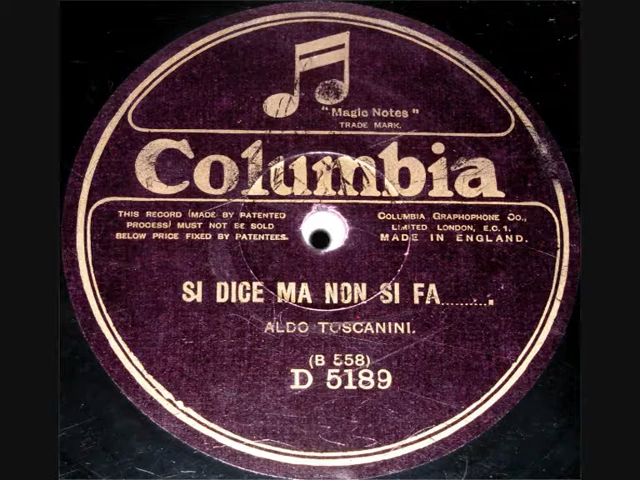 "Magic Notes"
TRADE MARK.
Columbia
THIS RECORD (MADE BY PATENTED
PROCESS) MUST NOT BE SOLD
BELOW PRICE FIXED BY PATENTEES.
COLUMBIA GRAPHOPHONE CO.,
LIMITED LONDON, E.C. 1.
MADE IN ENGLAND.
SI DICE MA NON SI FA.........
ALDO TOSCANINI.
(B 558)
D 5189